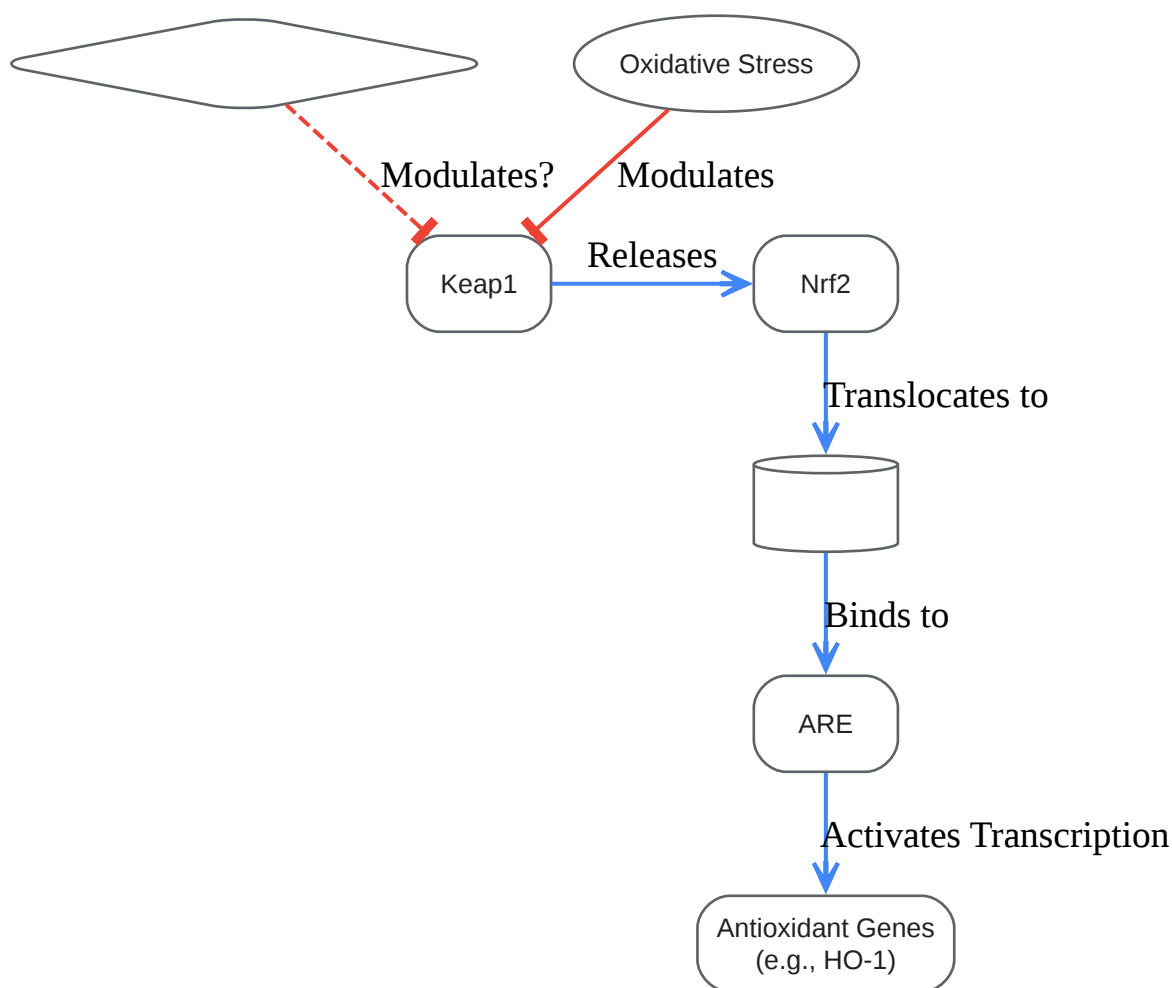 Oxidative Stress
Modulates?
Modulates
Releases
Keap1
Nrf2
Translocates to
Binds to
ARE
Activates Transcription
Antioxidant Genes
(e.g., HO-1)